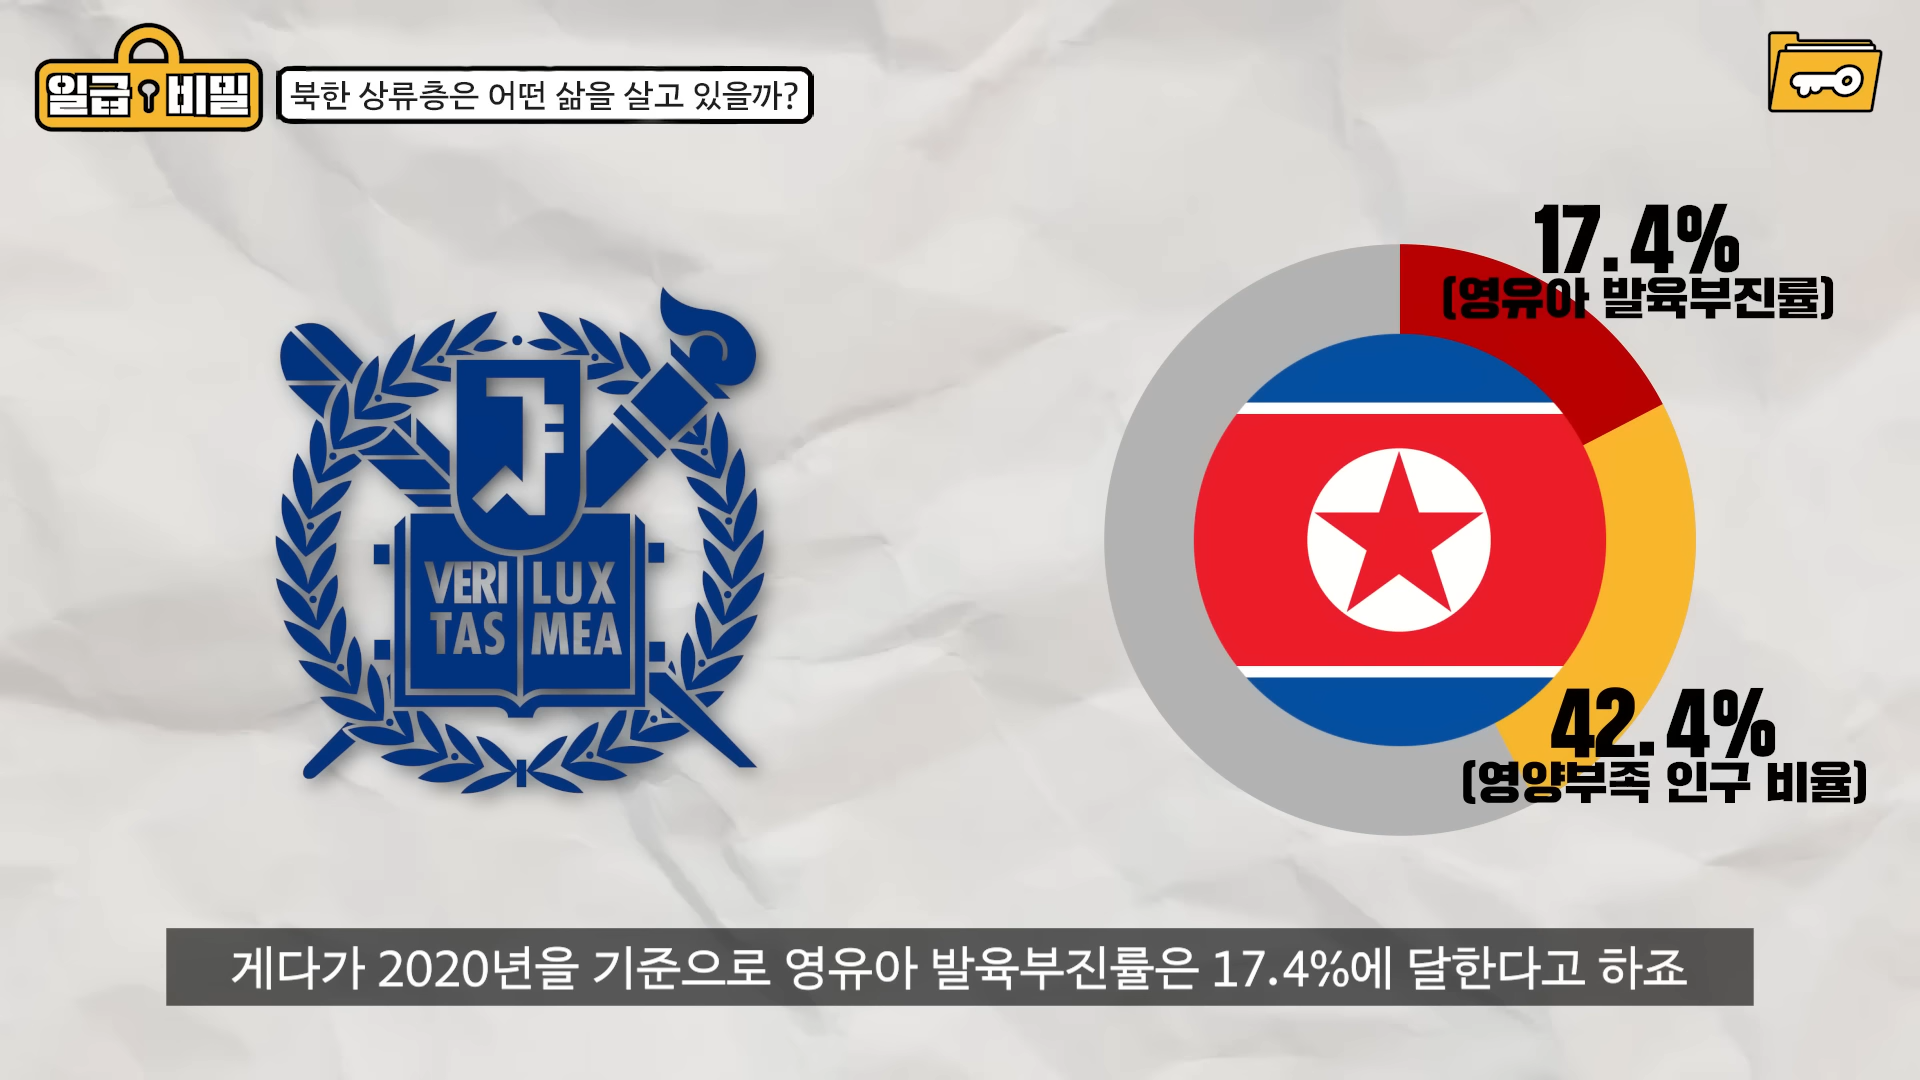 일급비밀
북한 상류층은 어떤 삶을 살고 있을까?
17.4%
(영유아 발육부진률)
VERI LUX
TAS MEA
42.4%
(영양부족 인구 비율)
게다가 2020년을 기준으로 영유아 발육부진률은 17.4%에 달한다고 하죠